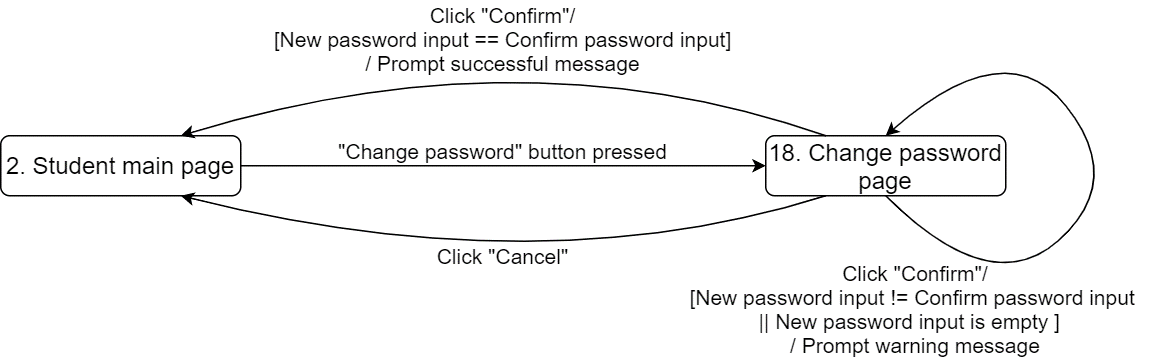 Click "Confirm"/
[New password input == Confirm password input]
/ Prompt successful message
2. Student main page
"Change password" button pressed
18. Change password
page
Click "Cancel"
Click "Confirm"/
[New password input != Confirm password input
|| New password input is empty ]
/ Prompt warning message